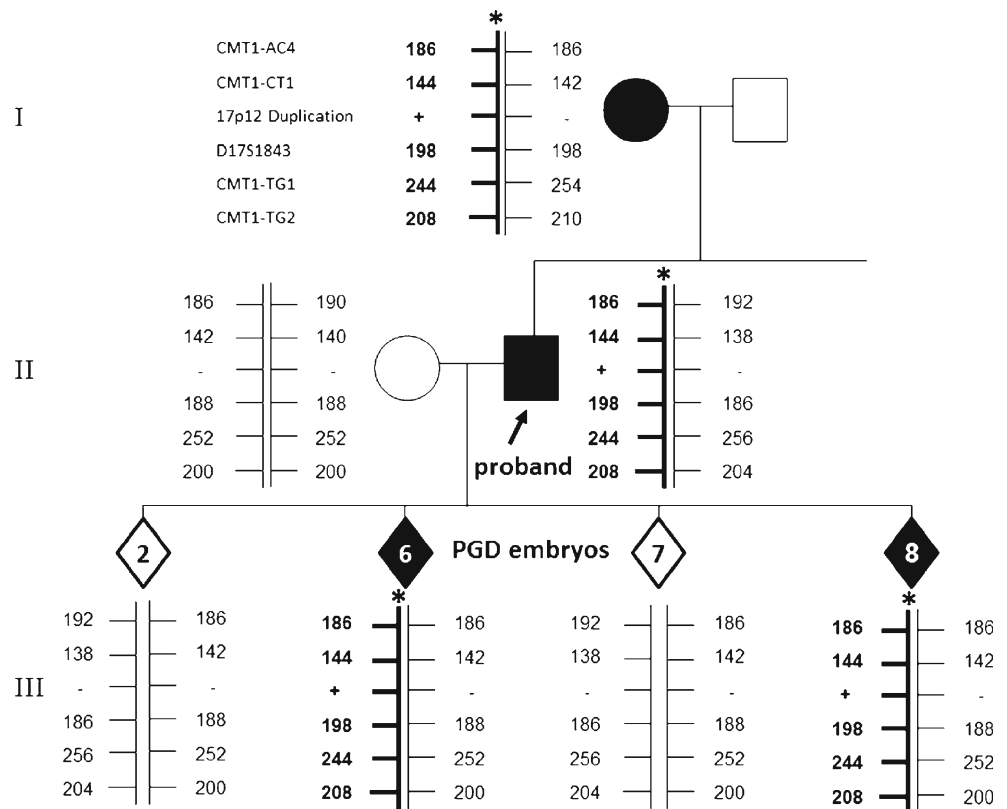 *
CMT1-AC4 186 186
CMT1-CT1 144 142
17p12 Duplication + -
I
D17S1843 198 198
CMT1-TG1 244 254
CMT1-TG2 208 210
*
186 190 186 192
142 140 144 138
- - + -
II
188 188 198 186
252 252 244 256
proband
200 200 208 204
2 6 PGD embryos 7 8
* *
192 186 186 186 192 186 186 186
138 142 144 142 138 142 144 142
III - - + - - - + -
186 188 198 188 186 188 198 188
256 252 244 252 256 252 244 252
204 200 208 200 204 200 208 200